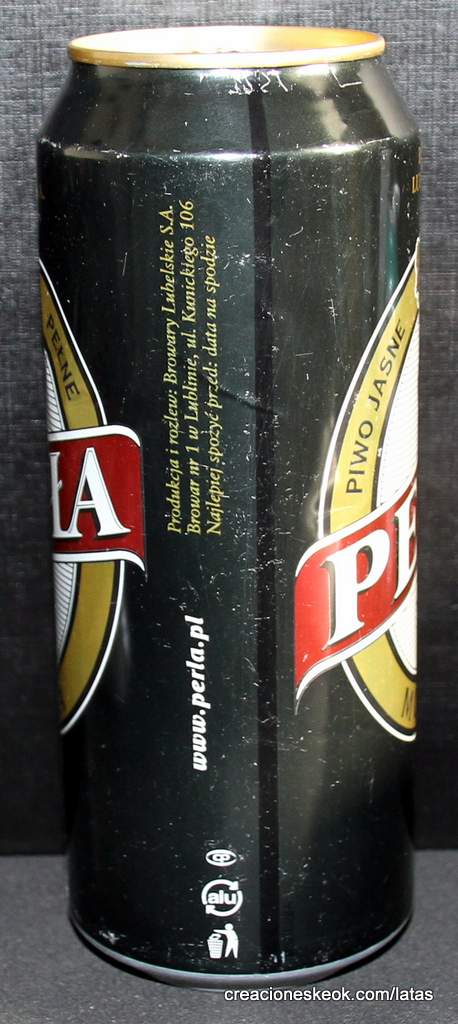 PEŁNE
ŁA
Produkcja i rozlew: Browary Lubelskie S.A.
Browar nr 1 w Lublinie, ul. Kunickiego 106
Najlepiej spożyć przed: data na spodzie
www.perla.pl
alu
PIWO JASNE
PE
creacioneskeok.com/latas